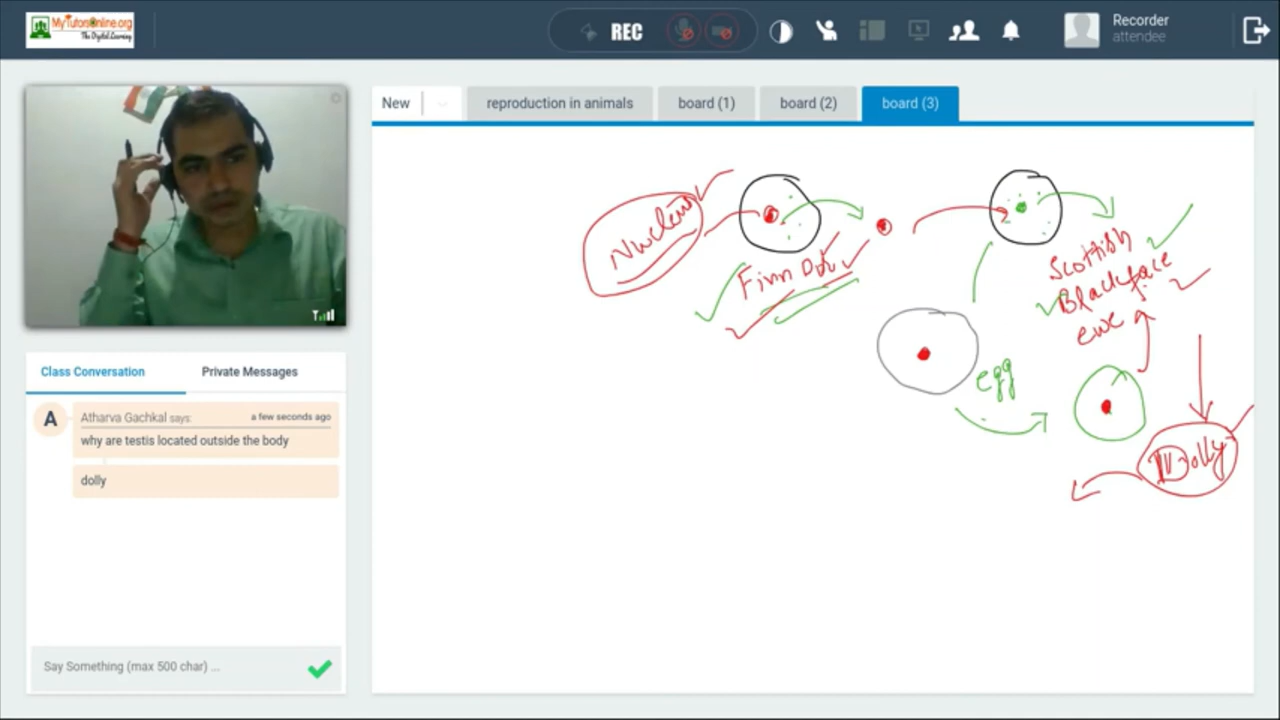 MyTutorsOnline.org
The Digital Learning
REC
Recorder
attendee
New
reproduction in animals
board (1)
board (2)
board (3)
Nucleus
Finn
Scottish
Blackface
ewe
egg
Dolly
Class Conversation
Private Messages
A
Atharva Gachkal says:
a few seconds ago
why are testis located outside the body
dolly
Say Something (max 500 char) ...